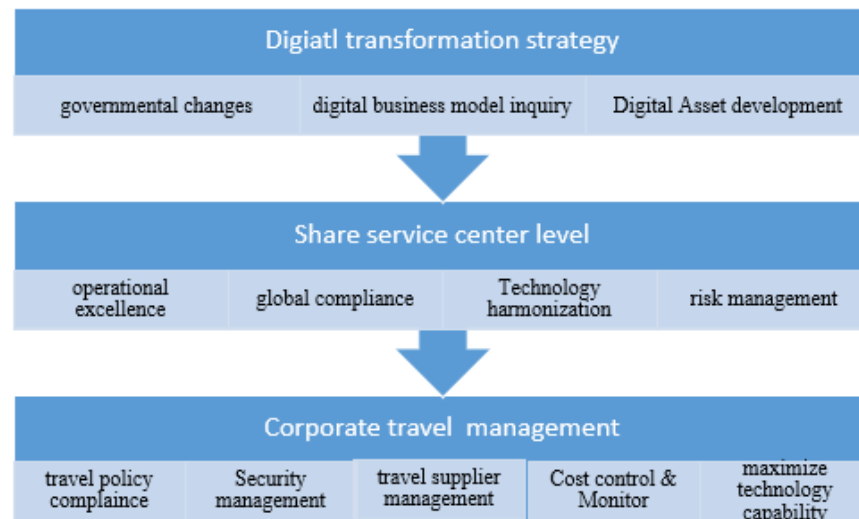 Digiatl transformation strategy
governmental changes digital business model inquiry Digital Asset development
Share service center level
operational
excellence
global compliance
Technology
harmonization
risk management
Corporate travel management
travel policy
complaince
Security
management
travel supplier
management
Cost control &
Monitor
maximize
technology
capability